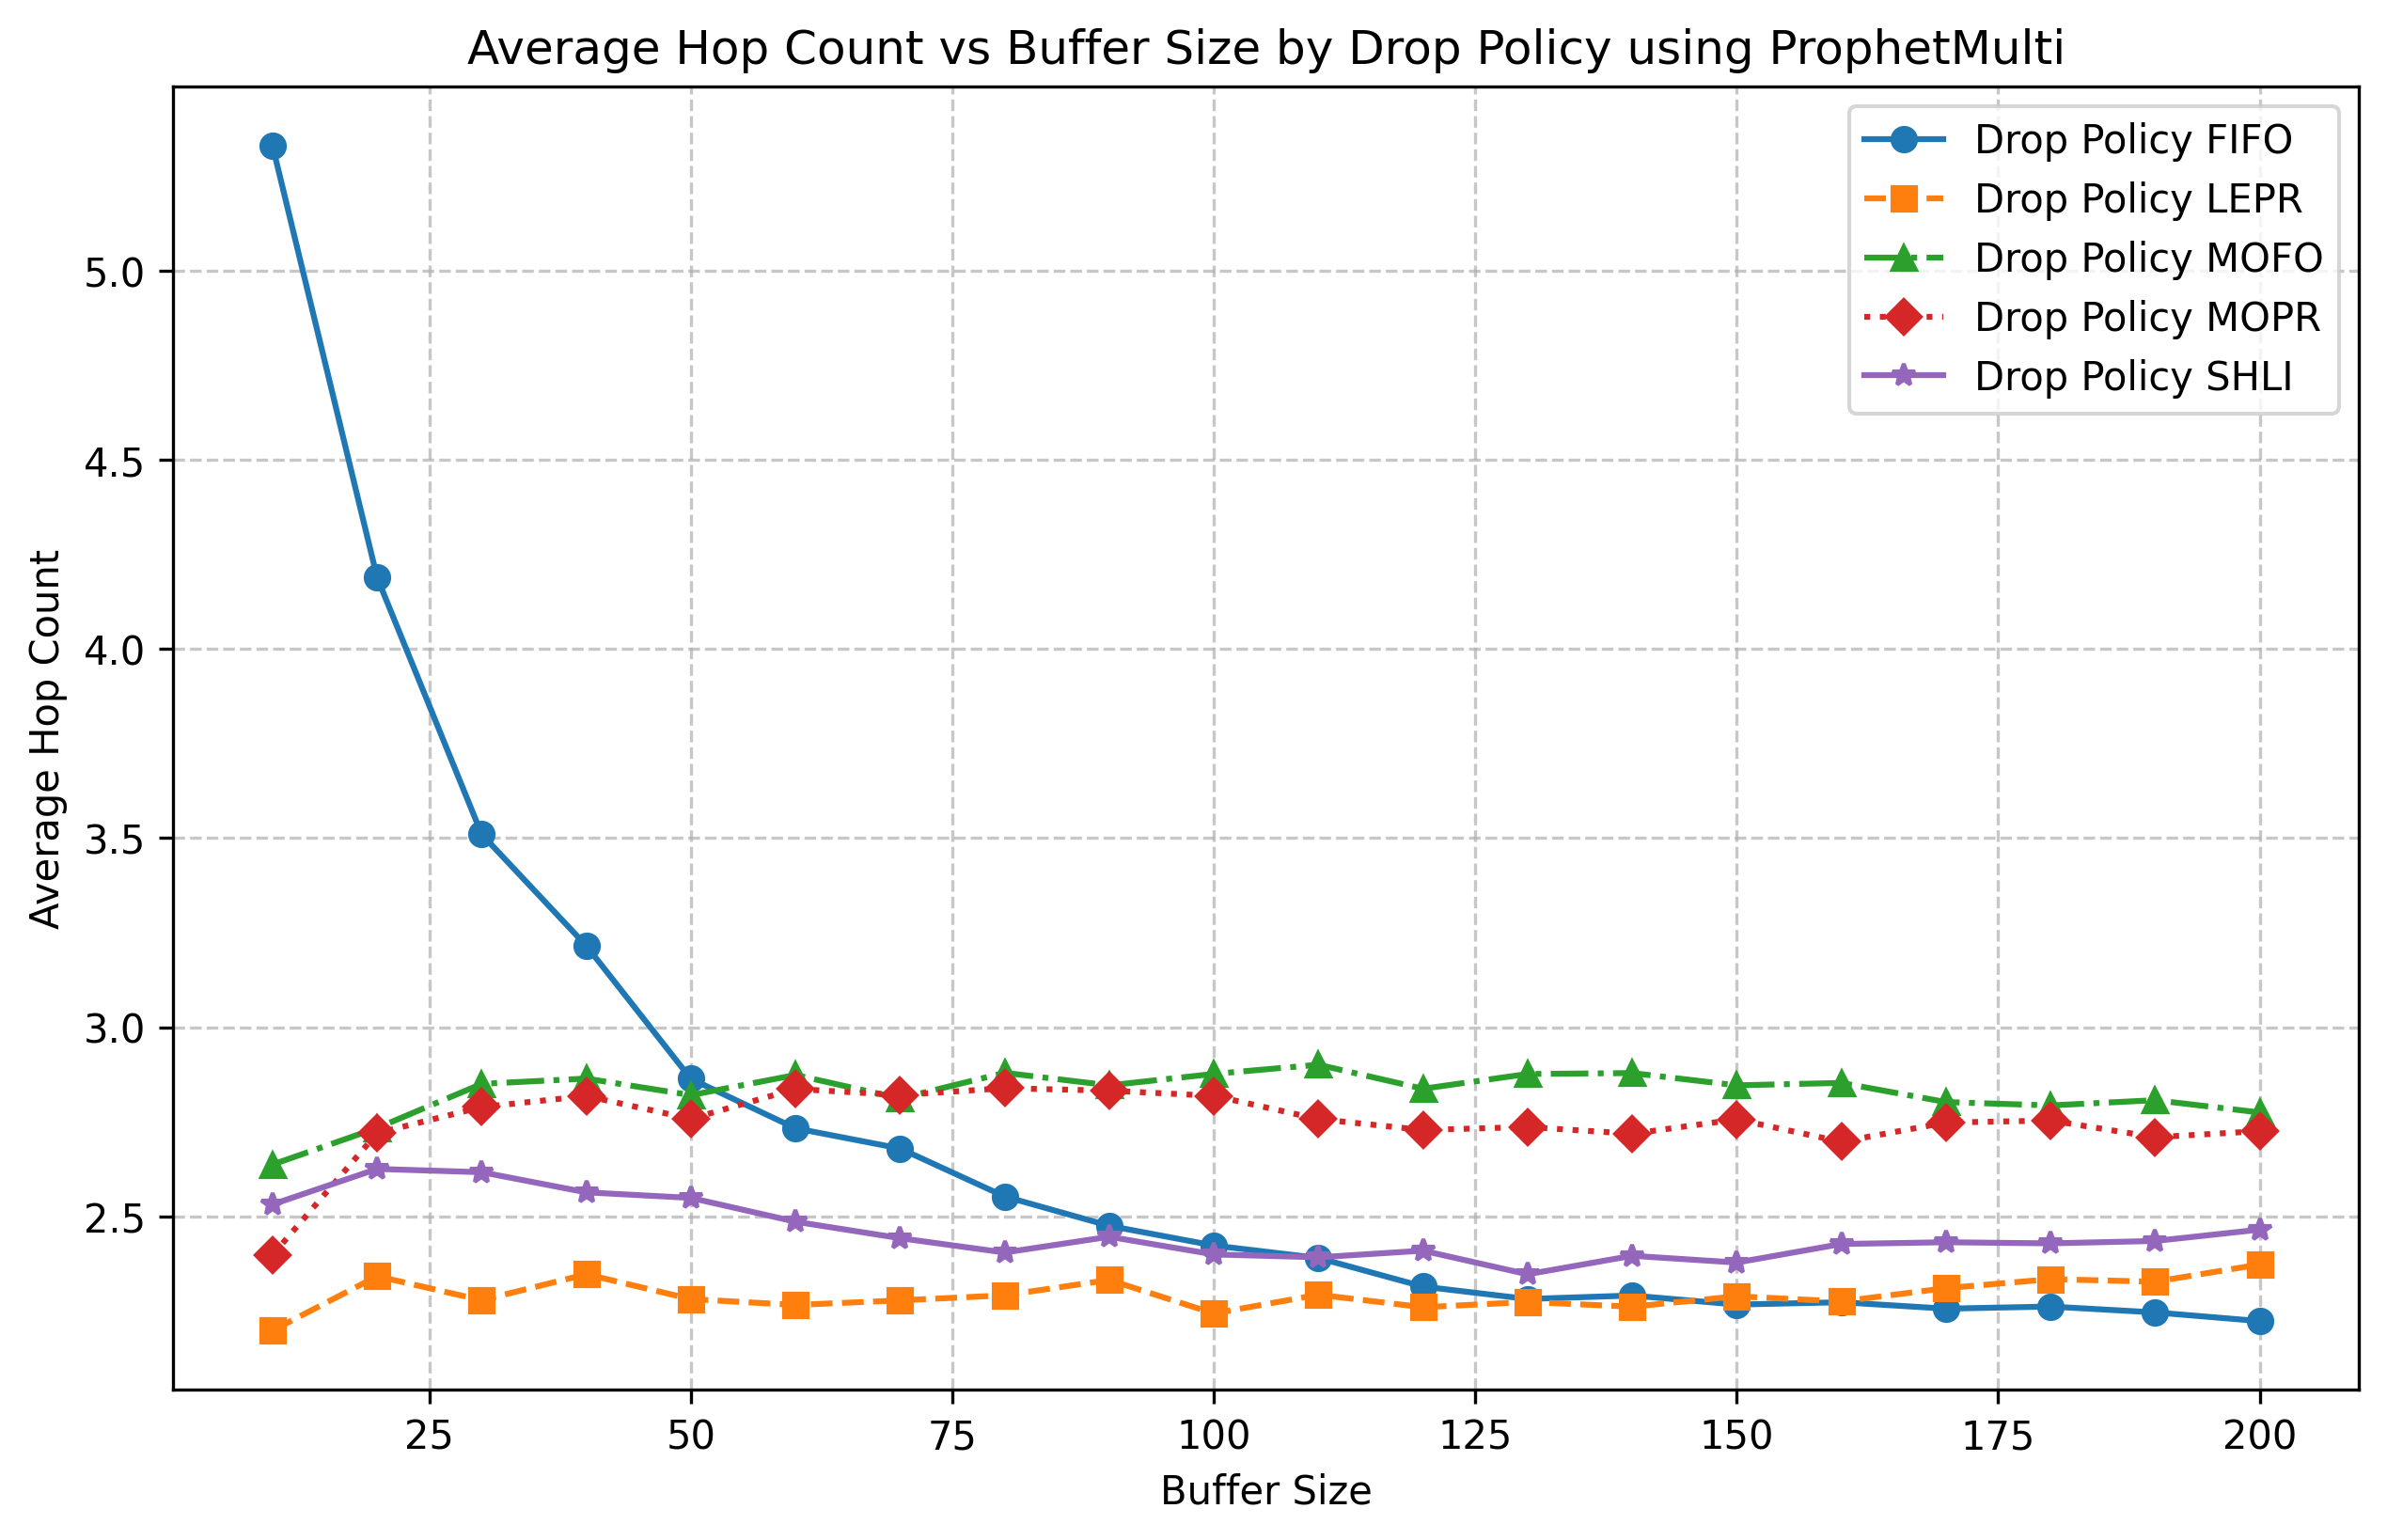 Average Hop Count vs Buffer Size by Drop Policy using ProphetMulti
Drop Policy FIFO
Drop Policy LEPR
Drop Policy MOFO
Drop Policy MOPR
Drop Policy SHLI
5.0
4.5
4.0
3.5
3.0
2.5
Average Hop Count
25 50 75 100 125 150 175 200
Buffer Size